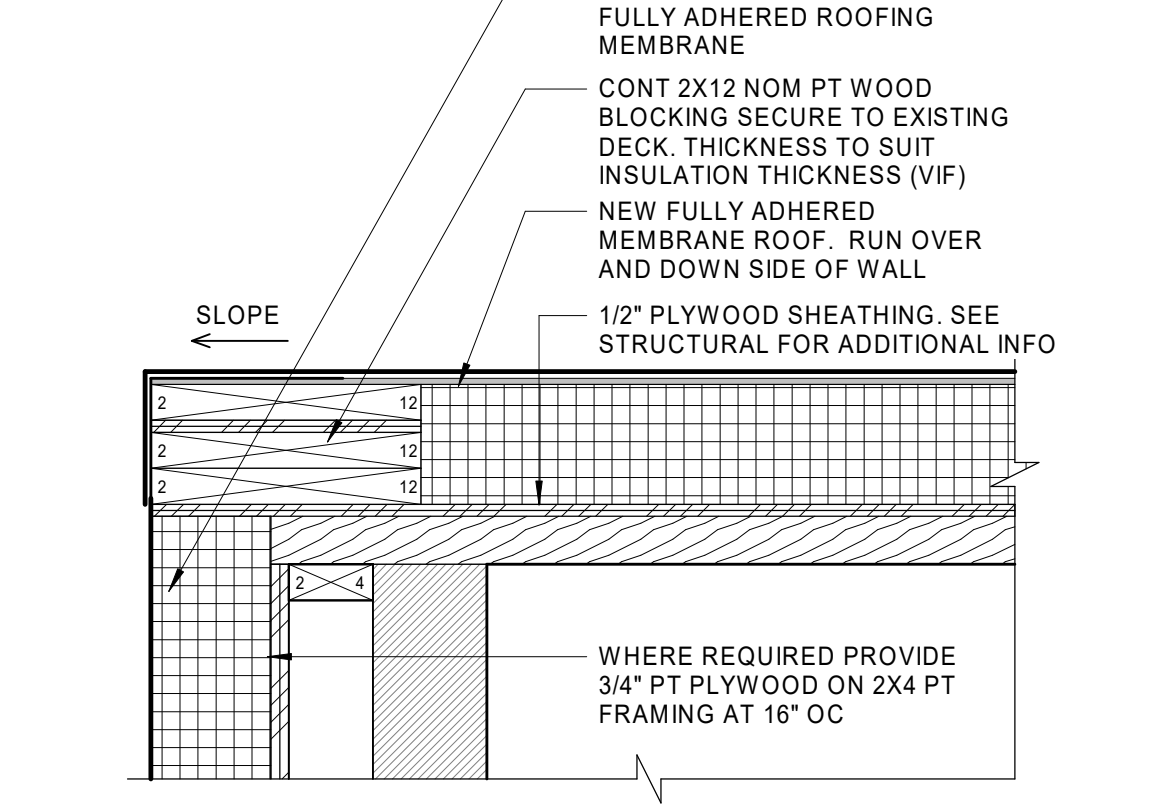 FULLY ADHERED ROOFING
MEMBRANE
CONT 2X12 NOM PT WOOD
BLOCKING SECURE TO EXISTING
DECK. THICKNESS TO SUIT
INSULATION THICKNESS (VIF)
NEW FULLY ADHERED
MEMBRANE ROOF. RUN OVER
AND DOWN SIDE OF WALL
SLOPE
1/2" PLYWOOD SHEATHING. SEE
STRUCTURAL FOR ADDITIONAL INFO
2 12
2 12
2 12
2 4
WHERE REQUIRED PROVIDE
3/4" PT PLYWOOD ON 2X4 PT
FRAMING AT 16" OC